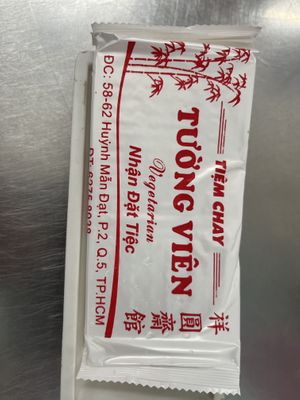 TIỆM CHAY
TƯỜNG VIÊN
祥圓齋館
Vegetarian
Nhận Đặt Tiệc
ĐC: 58-62 Huỳnh Mẫn Đạt, P.2, Q.5, TP.HCM
ĐT: